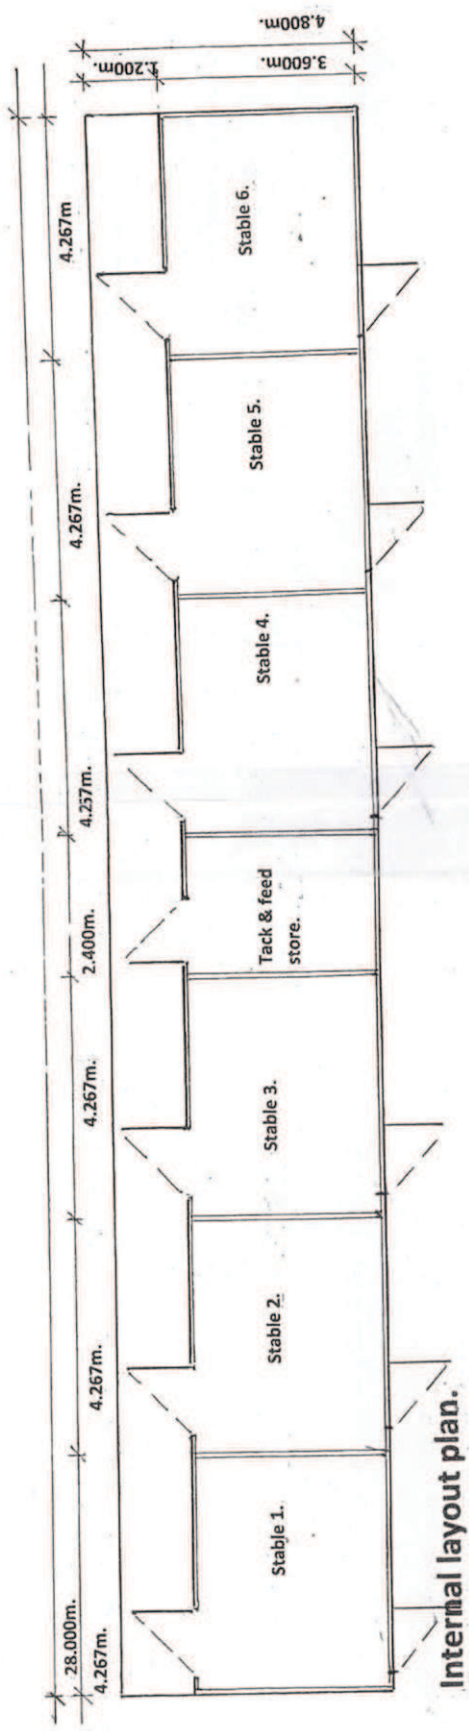 28.000m.
4.267m. 4.267m. 4.267m. 2.400m. 4.257m. 4.267m. 4.267m
1.200m.
3.600m.
4.800m.
Stable 1. Stable 2. Stable 3. Tack & feed
store. Stable 4. Stable 5. Stable 6.
Internal layout plan.